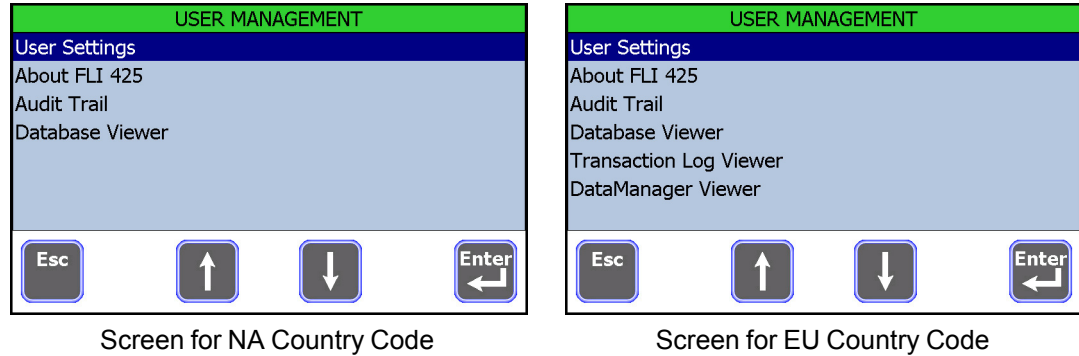 USER MANAGEMENT
User Settings
About FLI 425
Audit Trail
Database Viewer
Esc
Enter
Screen for NA Country Code
USER MANAGEMENT
User Settings
About FLI 425
Audit Trail
Database Viewer
Transaction Log Viewer
DataManager Viewer
Esc
Enter
Screen for EU Country Code